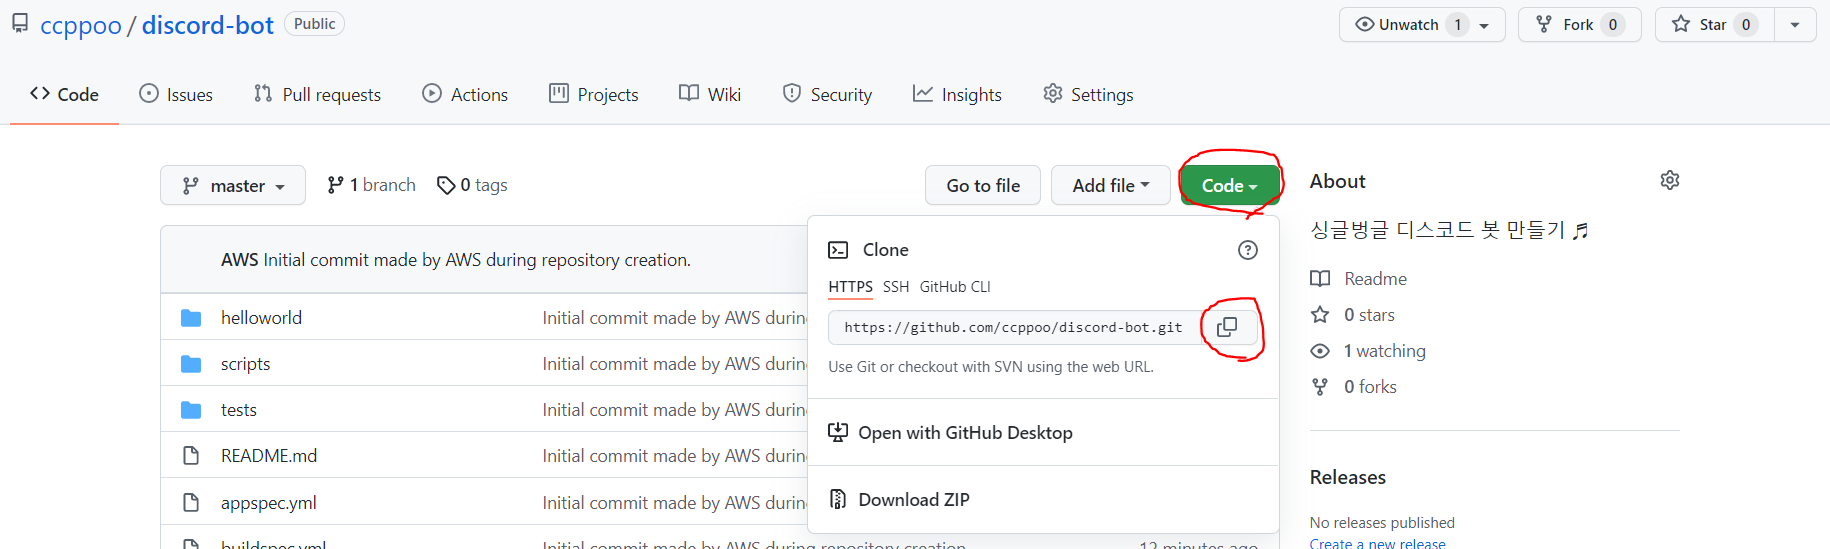 ccppoo / discord-bot Public
Unwatch 1 Fork 0 Star 0
Code Issues Pull requests Actions Projects Wiki Security Insights Settings
master 1 branch 0 tags Go to file Add file Code
AWS Initial commit made by AWS during repository creation.
helloworld Initial commit made by AWS durin
scripts Initial commit made by AWS durin
tests Initial commit made by AWS durin
README.md Initial commit made by AWS durin
appspec.yml Initial commit made by AWS durin
buildspec.yml Initial commit made by AWS during repository creation. 12 minutes ago
Clone
HTTPS SSH GitHub CLI
https://github.com/ccppoo/discord-bot.git
Use Git or checkout with SVN using the web URL.
Open with GitHub Desktop
Download ZIP
About
싱글벙글 디스코드 봇 만들기 ♬
Readme
0 stars
1 watching
0 forks
Releases
No releases published
Create a new release